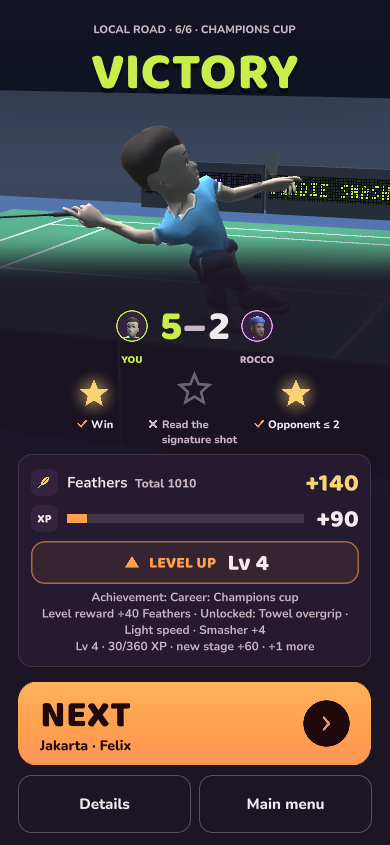 LOCAL ROAD · 6/6 · CHAMPIONS CUP
VICTORY
5–2
YOU
ROCCO
Win
Read the
signature shot
Opponent ≤ 2
Feathers Total 1010 +140
XP +90
LEVEL UP Lv 4
Achievement: Career: Champions cup
Level reward +40 Feathers · Unlocked: Towel overgrip ·
Light speed · Smasher +4
Lv 4 · 30/360 XP · new stage +60 · +1 more
NEXT
Jakarta · Felix
Details
Main menu